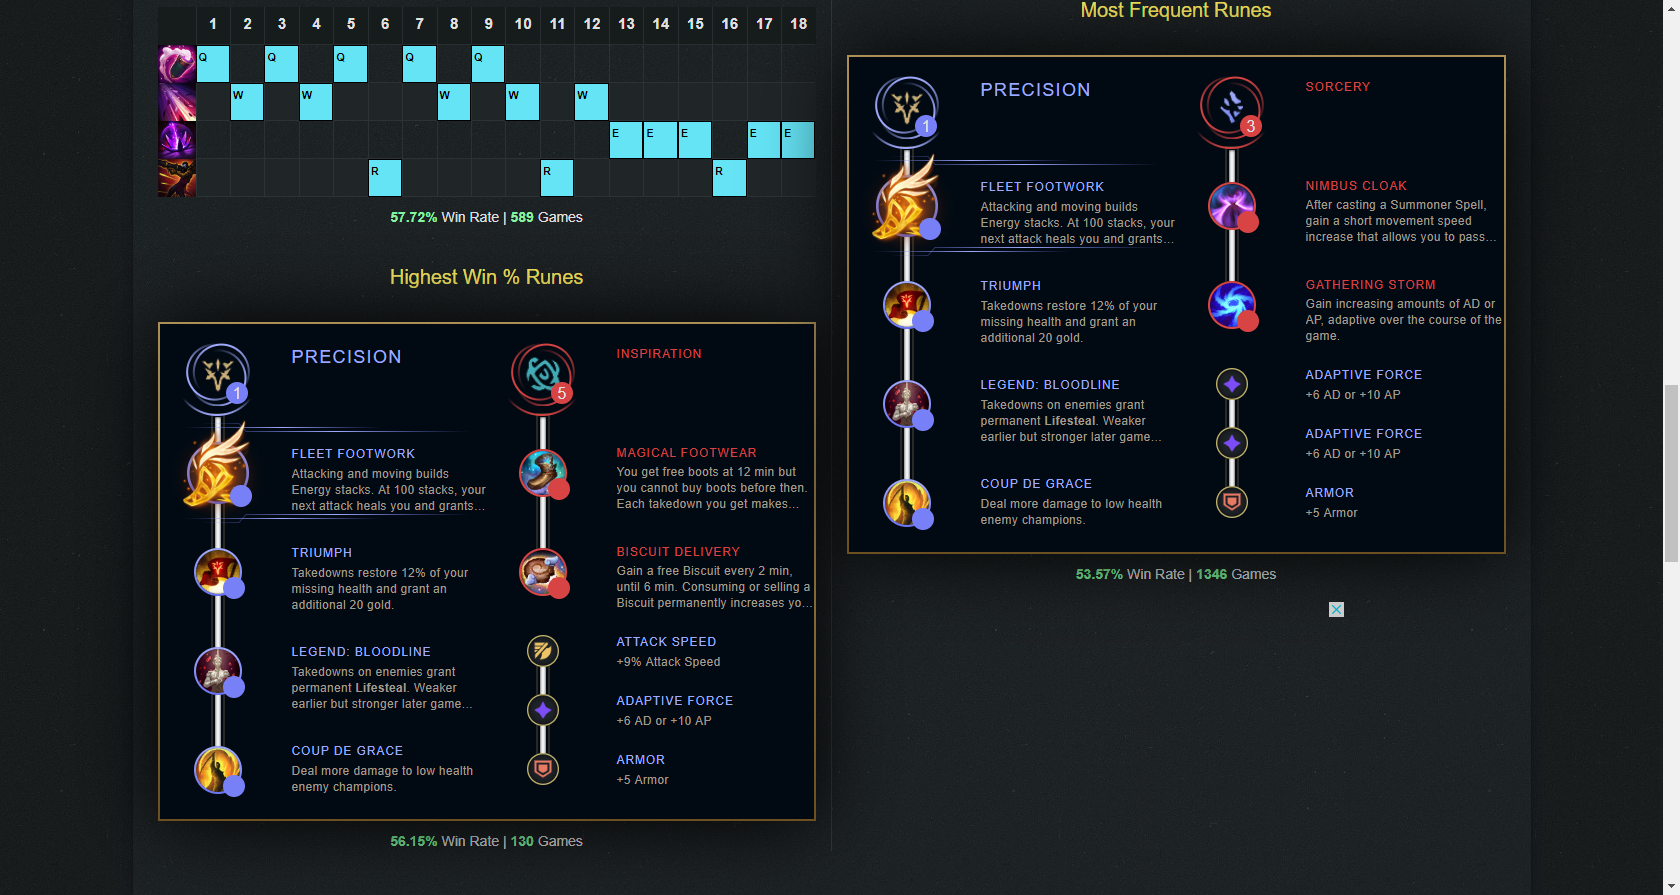 1 2 3 4 5 6 7 8 9 10 11 12 13 14 15 16 17 18
Q Q Q Q Q
W W W W W
E E E E E
R R R
57.72% Win Rate | 589 Games
Highest Win % Runes
PRECISION
1
FLEET FOOTWORK
Attacking and moving builds
Energy stacks. At 100 stacks, your
next attack heals you and grants...
TRIUMPH
Takedowns restore 12% of your
missing health and grant an
additional 20 gold.
LEGEND: BLOODLINE
Takedowns on enemies grant
permanent Lifesteal. Weaker
earlier but stronger later game...
COUP DE GRACE
Deal more damage to low health
enemy champions.
INSPIRATION
5
MAGICAL FOOTWEAR
You get free boots at 12 min but
you cannot buy boots before then.
Each takedown you get makes...
BISCUIT DELIVERY
Gain a free Biscuit every 2 min,
until 6 min. Consuming or selling a
Biscuit permanently increases yo...
ATTACK SPEED
+9% Attack Speed
ADAPTIVE FORCE
+6 AD or +10 AP
ARMOR
+5 Armor
56.15% Win Rate | 130 Games
Most Frequent Runes
PRECISION
1
FLEET FOOTWORK
Attacking and moving builds
Energy stacks. At 100 stacks, your
next attack heals you and grants...
TRIUMPH
Takedowns restore 12% of your
missing health and grant an
additional 20 gold.
LEGEND: BLOODLINE
Takedowns on enemies grant
permanent Lifesteal. Weaker
earlier but stronger later game...
COUP DE GRACE
Deal more damage to low health
enemy champions.
SORCERY
3
NIMBUS CLOAK
After casting a Summoner Spell,
gain a short movement speed
increase that allows you to pass...
GATHERING STORM
Gain increasing amounts of AD or
AP, adaptive over the course of the
game.
ADAPTIVE FORCE
+6 AD or +10 AP
ADAPTIVE FORCE
+6 AD or +10 AP
ARMOR
+5 Armor
53.57% Win Rate | 1346 Games